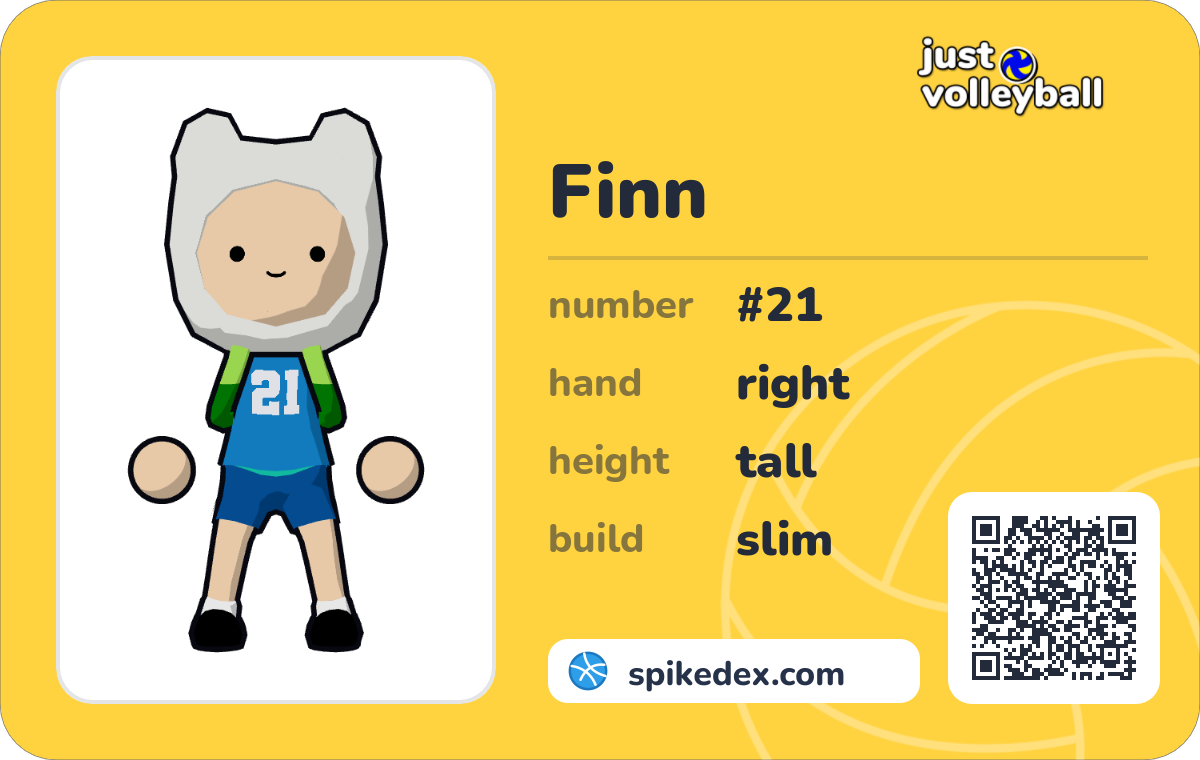 just
volleyball
Finn
number #21
hand right
height tall
build slim
21
spikedex.com